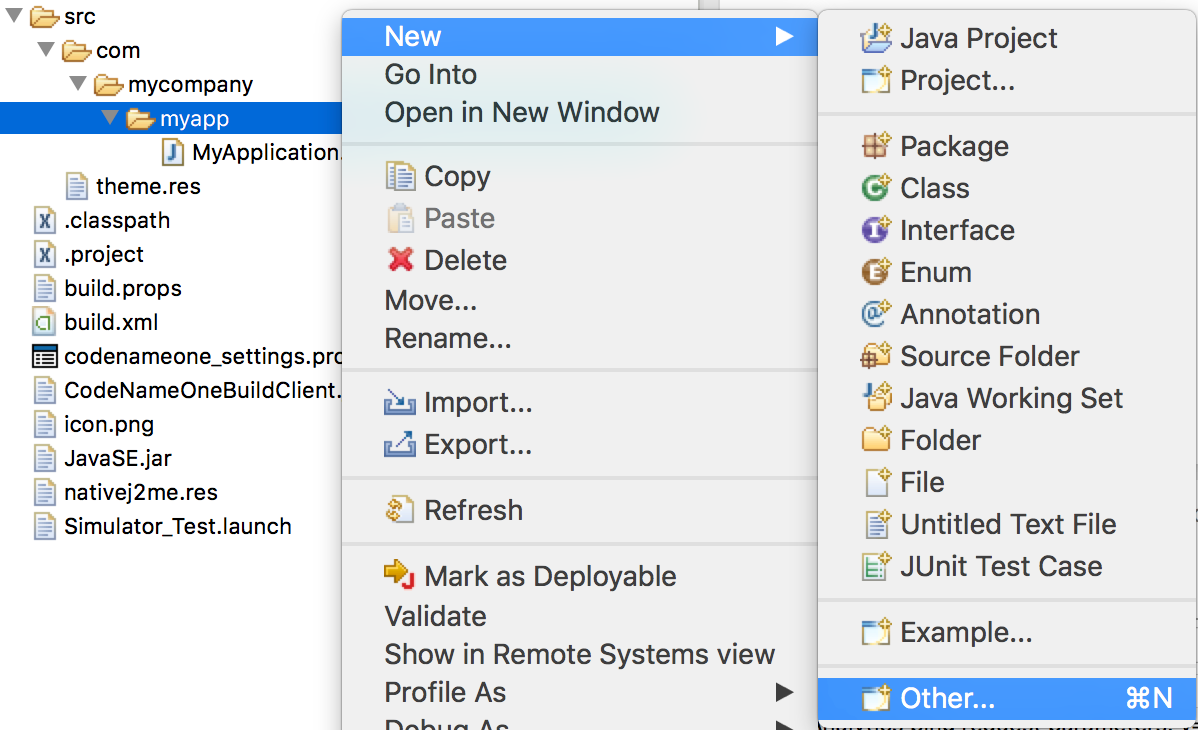 src
com
mycompany
myapp
MyApplication.
theme.res
.classpath
.project
build.props
build.xml
codenameone_settings.pro
CodeNameOneBuildClient.
icon.png
JavaSE.jar
nativej2me.res
Simulator_Test.launch
New
Go Into
Open in New Window
Copy
Paste
Delete
Move...
Rename...
Import...
Export...
Refresh
Mark as Deployable
Validate
Show in Remote Systems view
Profile As
Debug As
Java Project
Project...
Package
Class
Interface
Enum
Annotation
Source Folder
Java Working Set
Folder
File
Untitled Text File
JUnit Test Case
Example...
Other... ⌘N